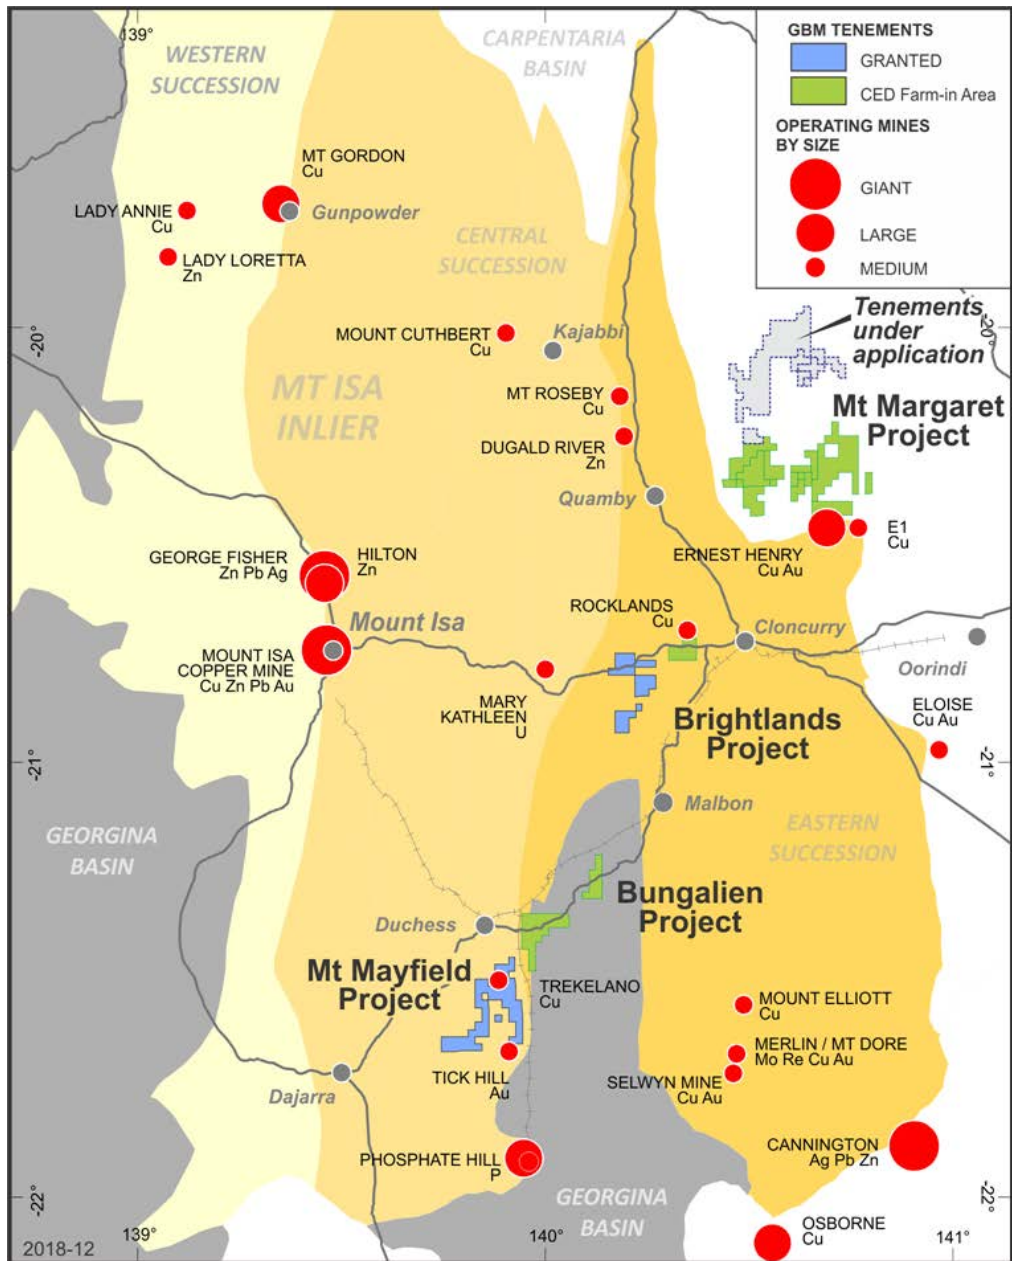 139°
WESTERN
SUCCESSION
CARPENTARIA
BASIN
GBM TENEMENTS
GRANTED
CED Farm-in Area
OPERATING MINES
BY SIZE
GIANT
LARGE
MEDIUM
MT GORDON
Cu
LADY ANNIE
Cu
Gunpowder
LADY LORETTA
Zn
CENTRAL
SUCCESSION
-20°
-20°
Tenements
under
application
MOUNT CUTHBERT
Cu
Kajabbi
MT ISA
INLIER
MT ROSEBY
Cu
Mt Margaret
Project
DUGALD RIVER
Zn
Quamby
ERNEST HENRY
Cu Au
E1
Cu
GEORGE FISHER
Zn Pb Ag
HILTON
Zn
ROCKLANDS
Cu
Mount Isa
Cloncurry
MOUNT ISA
COPPER MINE
Cu Zn Pb Au
Oorindi
MARY
KATHLEEN
U
ELOISE
Cu Au
Brightlands
Project
-21°
-21°
Malbon
GEORGINA
BASIN
EASTERN
SUCCESSION
Bungalien
Project
Duchess
Mt Mayfield
Project
TREKELANO
Cu
MOUNT ELLIOTT
Cu
MERLIN / MT DORE
Mo Re Cu Au
TICK HILL
Au
SELWYN MINE
Cu Au
Dajarra
CANNINGTON
Ag Pb Zn
PHOSPHATE HILL
P
GEORGINA
BASIN
-22°
-22°
OSBORNE
Cu
139°
140°
141°
2018-12